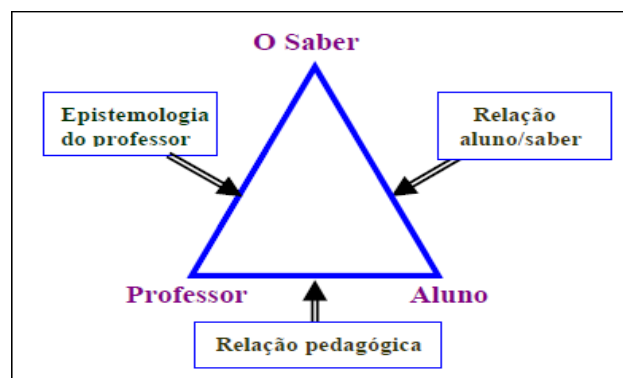 O Saber
Epistemologia
do professor
Relação
aluno/saber
Professor
Aluno
Relação pedagógica